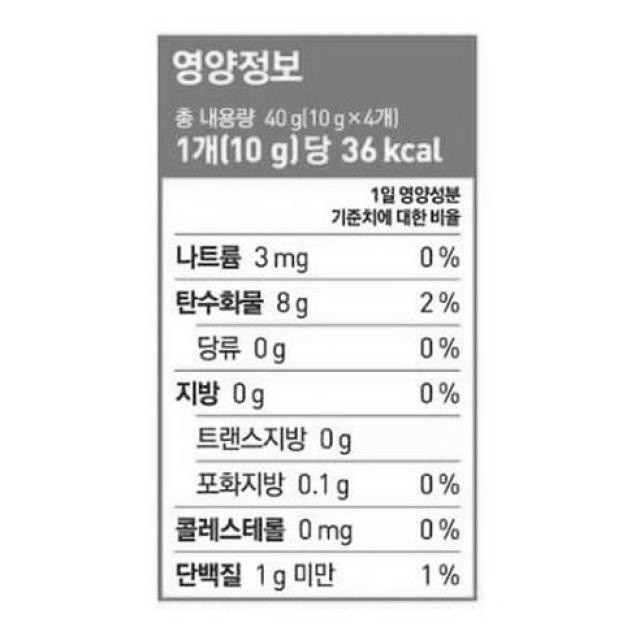 영양정보
총 내용량 40 g(10 g×4개)
1개(10 g)당 36 kcal
1일 영양성분
기준치에 대한 비율
나트륨 3 mg 0 %
탄수화물 8 g 2 %
당류 0 g 0 %
지방 0 g 0 %
트랜스지방 0 g
포화지방 0.1 g 0 %
콜레스테롤 0 mg 0 %
단백질 1 g 미만 1 %